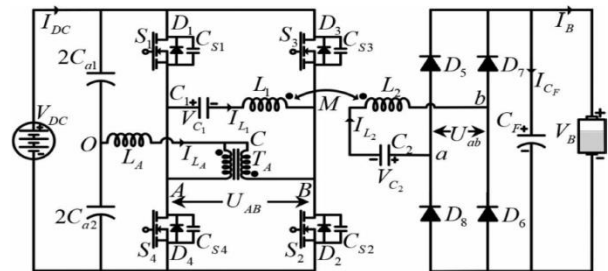 I_DC D_1 D_3 I_B
S_1 C_S1 S_3 C_S3
2C_a1 C_1 L_1 M L_2 D_5 D_7
V_C1 I_L1 b I_CF
V_DC O L_A I_LA C T_A I_L2 C_2 a U_ab C_F V_B
V_C2
A U_AB B
2C_a2 S_4 D_4 C_S4 S_2 D_2 C_S2 D_8 D_6